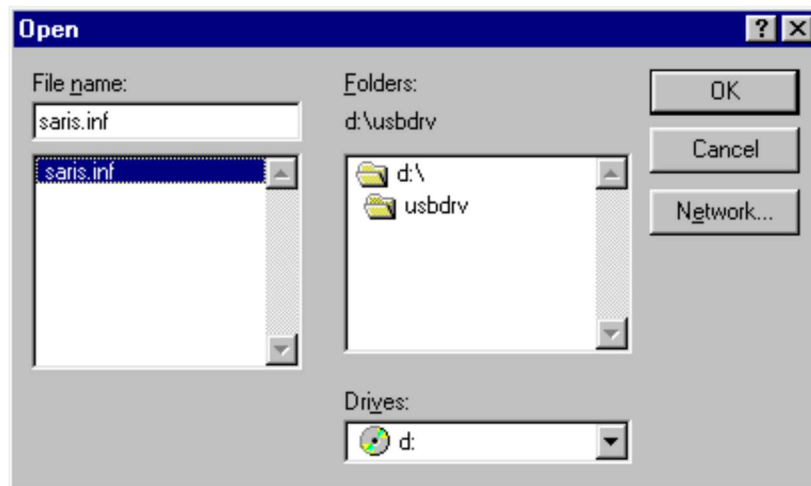 Open
File name:
saris.inf
saris.inf
Folders:
d:\usbdrv
d:\
usbdrv
Drives:
d:
OK
Cancel
Network...